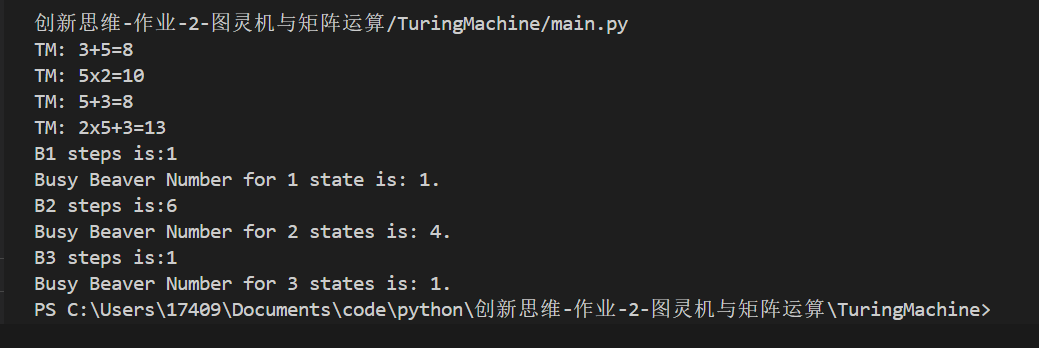 创新思维-作业-2-图灵机与矩阵运算/TuringMachine/main.py
TM: 3+5=8
TM: 5x2=10
TM: 5+3=8
TM: 2x5+3=13
B1 steps is:1
Busy Beaver Number for 1 state is: 1.
B2 steps is:6
Busy Beaver Number for 2 states is: 4.
B3 steps is:1
Busy Beaver Number for 3 states is: 1.
PS C:\Users\17409\Documents\code\python\创新思维-作业-2-图灵机与矩阵运算\TuringMachine>